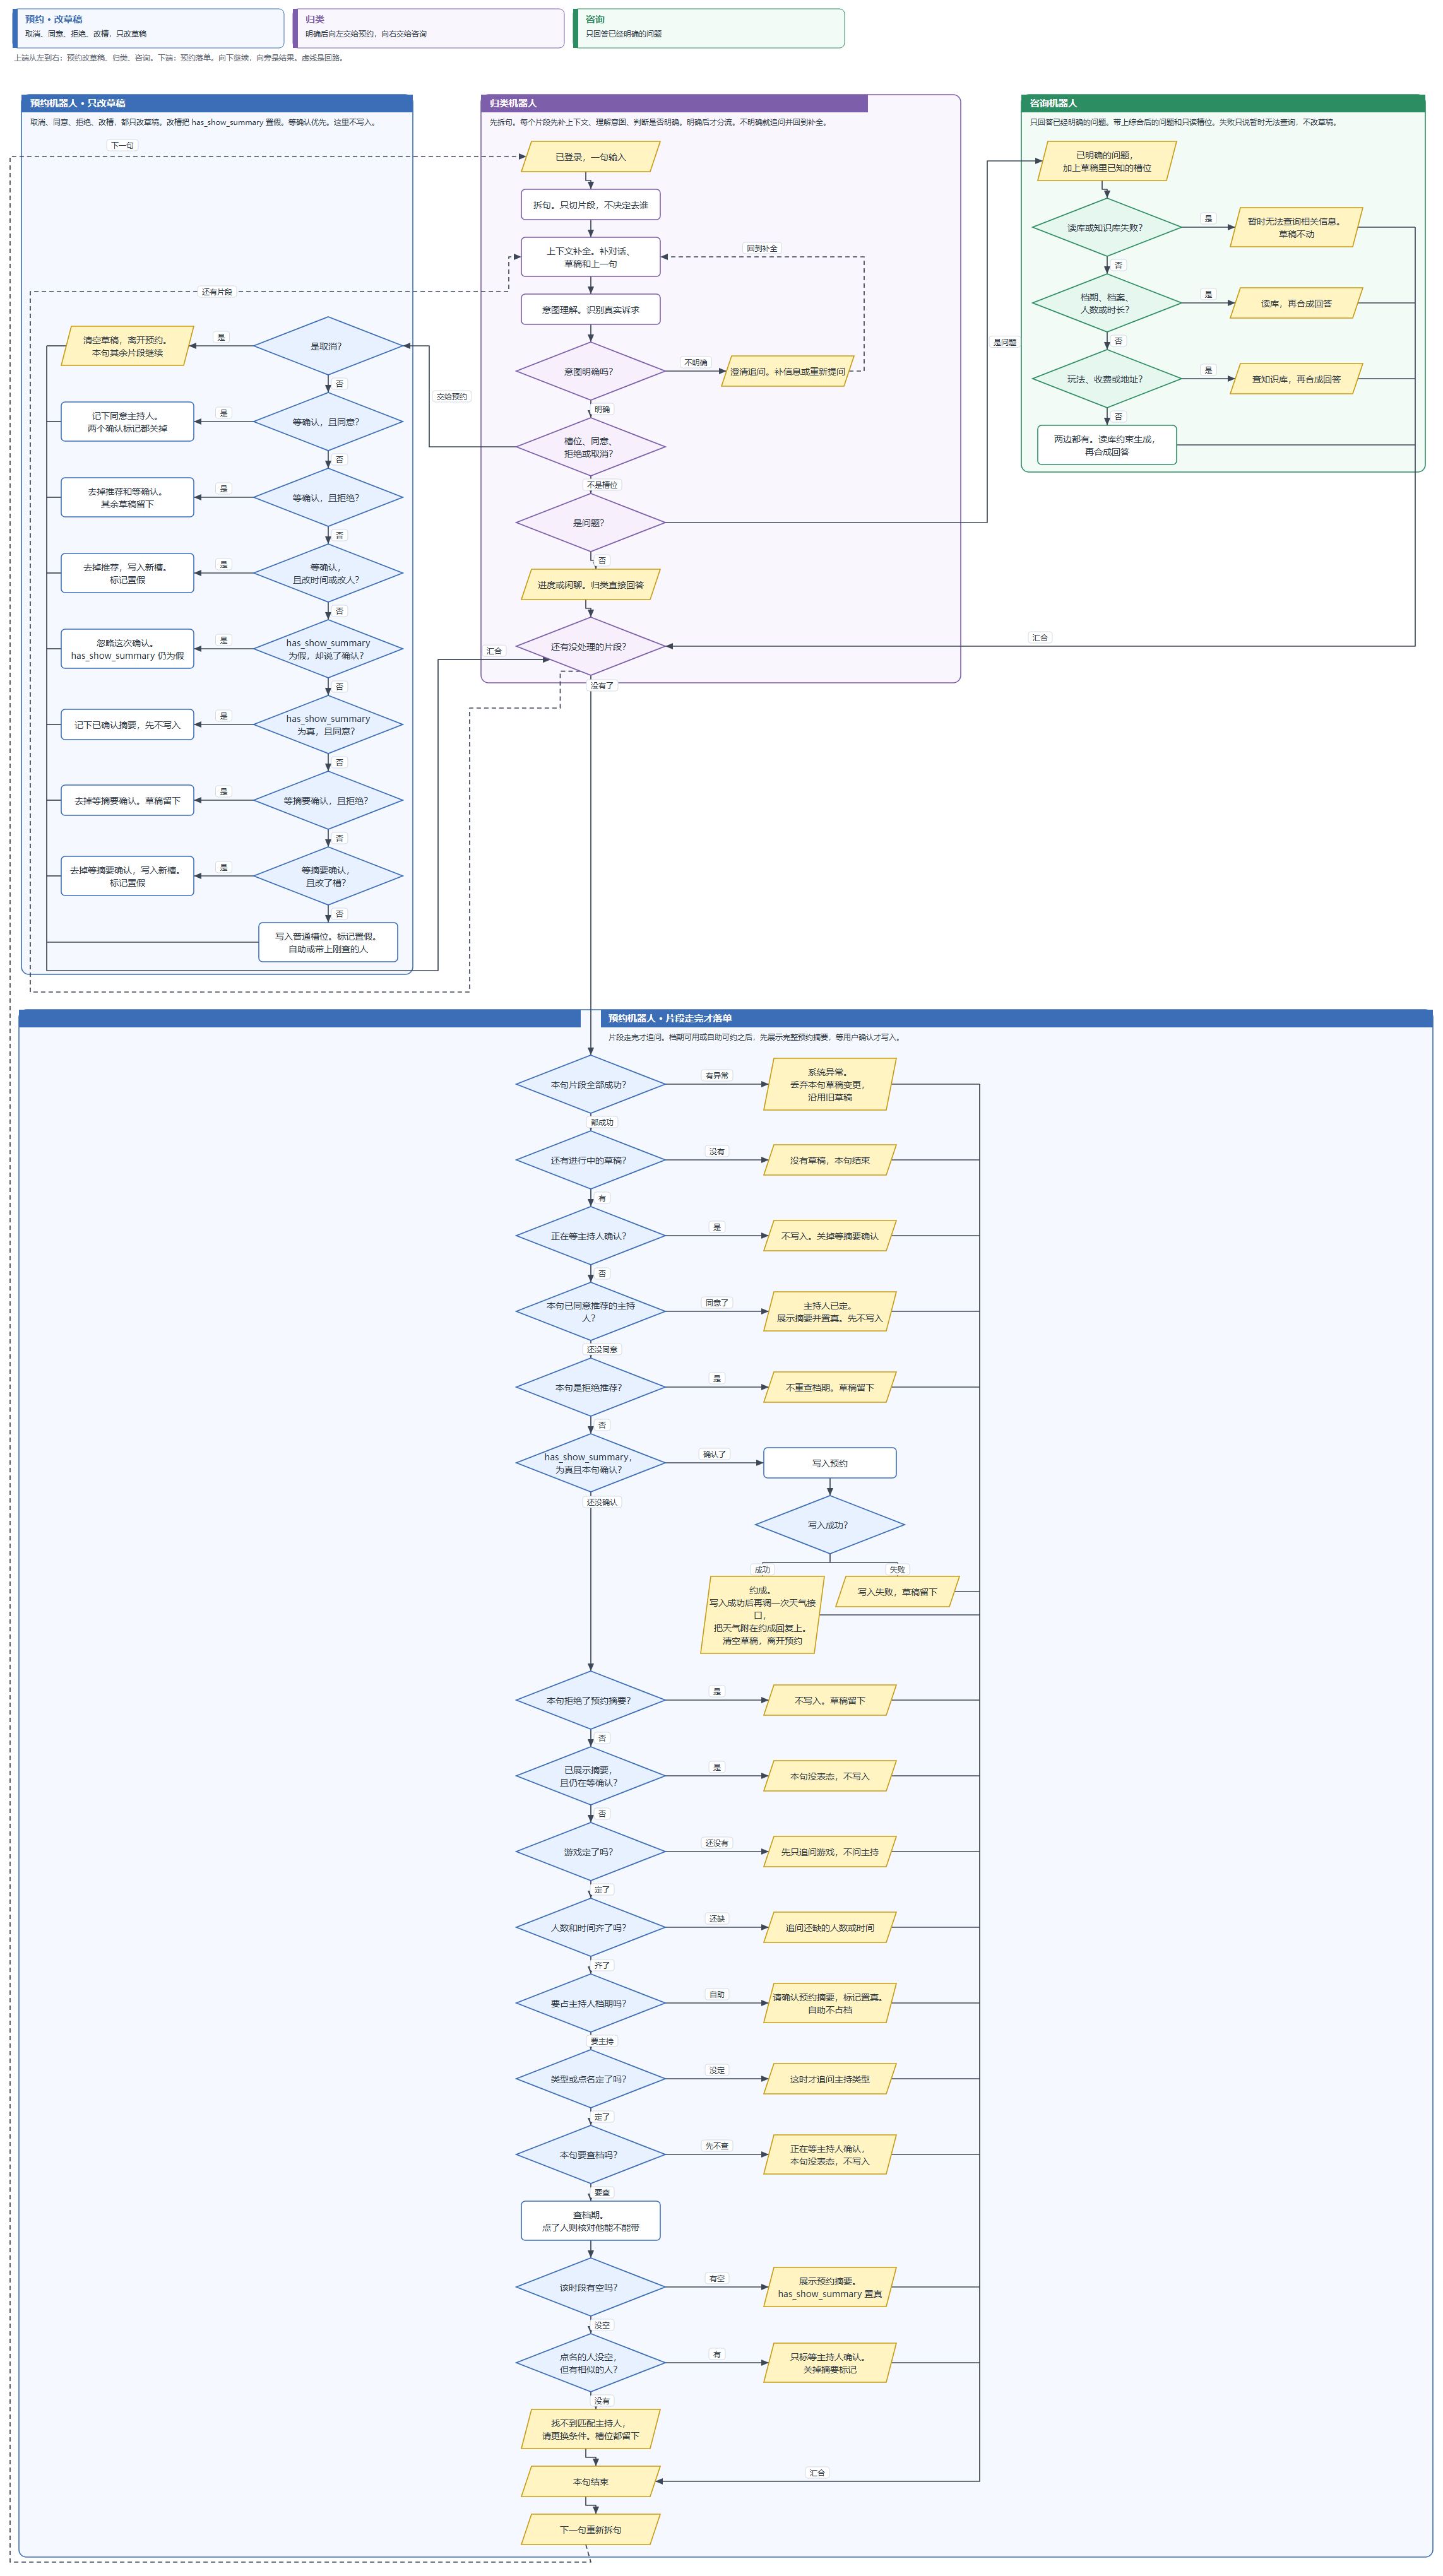 预约・改草稿
取消、同意、拒绝、改槽，只改草稿
归类
明确后向左交给预约，向右交给咨询
咨询
只回答已经明确的问题
上端从左到右：预约改草稿、归类、咨询。下端：预约落单。向下继续，向旁是结果。虚线是回路。
预约机器人・只改草稿
取消、同意、拒绝、改槽，都只改草稿。改槽把 has_show_summary 置假。等确认优先。这里不写入。
下一句
还有片段
是取消？
是
清空草稿，离开预约。
本句其余片段继续
否
等确认，且同意？
是
记下同意主持人。
两个确认标记都关掉
否
等确认，且拒绝？
是
去掉推荐和等确认。
其余草稿留下
否
等确认，
且改时间或改人？
是
去掉推荐，写入新槽。
标记置假
否
has_show_summary
为假，却说了确认？
是
忽略这次确认。
has_show_summary 仍为假
否
has_show_summary
为真，且同意？
是
记下已确认摘要，先不写入
否
等摘要确认，且拒绝？
是
去掉等摘要确认。草稿留下
否
等摘要确认，
且改了槽？
是
去掉等摘要确认，写入新槽。
标记置假
否
写入普通槽位。标记置假。
自助或带上刚查的人
交给预约
汇合
归类机器人
先拆句。每个片段先补上下文、理解意图、判断是否明确。明确后才分流。不明确就追问并回到补全。
已登录，一句输入
拆句。只切片段，不决定去谁
上下文补全。补对话、
草稿和上一句
回到补全
意图理解。识别真实诉求
意图明确吗？
不明确
澄清追问。补信息或重新提问
明确
槽位、同意、
拒绝或取消？
不是槽位
是问题？
否
进度或闲聊。归类直接回答
还有没处理的片段？
没有了
是问题
汇合
咨询机器人
只回答已经明确的问题。带上综合后的问题和只读槽位。失败只说暂时无法查询，不改草稿。
已明确的问题，
加上草稿里已知的槽位
读库或知识库失败？
是
暂时无法查询相关信息。
草稿不动
否
档期、档案、
人数或时长？
是
读库，再合成回答
否
玩法、收费或地址？
是
查知识库，再合成回答
否
两边都有。读库约束生成，
再合成回答
预约机器人・片段走完才落单
片段走完才追问。档期可用或自助可约之后，先展示完整预约摘要，等用户确认才写入。
本句片段全部成功？
有异常
系统异常。
丢弃本句草稿变更，
沿用旧草稿
都成功
还有进行中的草稿？
没有
没有草稿，本句结束
有
正在等主持人确认？
是
不写入。关掉等摘要确认
否
本句已同意推荐的主持
人？
同意了
主持人已定。
展示摘要并置真。先不写入
还没同意
本句是拒绝推荐？
是
不重查档期。草稿留下
否
has_show_summary，
为真且本句确认？
确认了
写入预约
还没确认
写入成功？
成功
失败
约成。
写入成功后再调一次天气接
口，
把天气附在约成回复上。
清空草稿，离开预约
写入失败，草稿留下
本句拒绝了预约摘要？
是
不写入。草稿留下
否
已展示摘要，
且仍在等确认？
是
本句没表态，不写入
否
游戏定了吗？
还没有
先只追问游戏，不问主持
定了
人数和时间齐了吗？
还缺
追问还缺的人数或时间
齐了
要占主持人档期吗？
自助
请确认预约摘要，标记置真。
自助不占档
要主持
类型或点名定了吗？
没定
这时才追问主持类型
定了
本句要查档吗？
先不查
正在等主持人确认，
本句没表态，不写入
要查
查档期。
点了人则核对他能不能带
该时段有空吗？
有空
展示预约摘要。
has_show_summary 置真
没空
点名的人没空，
但有相似的人？
有
只标等主持人确认。
关掉摘要标记
没有
找不到匹配主持人，
请更换条件。槽位都留下
本句结束
汇合
下一句重新拆句